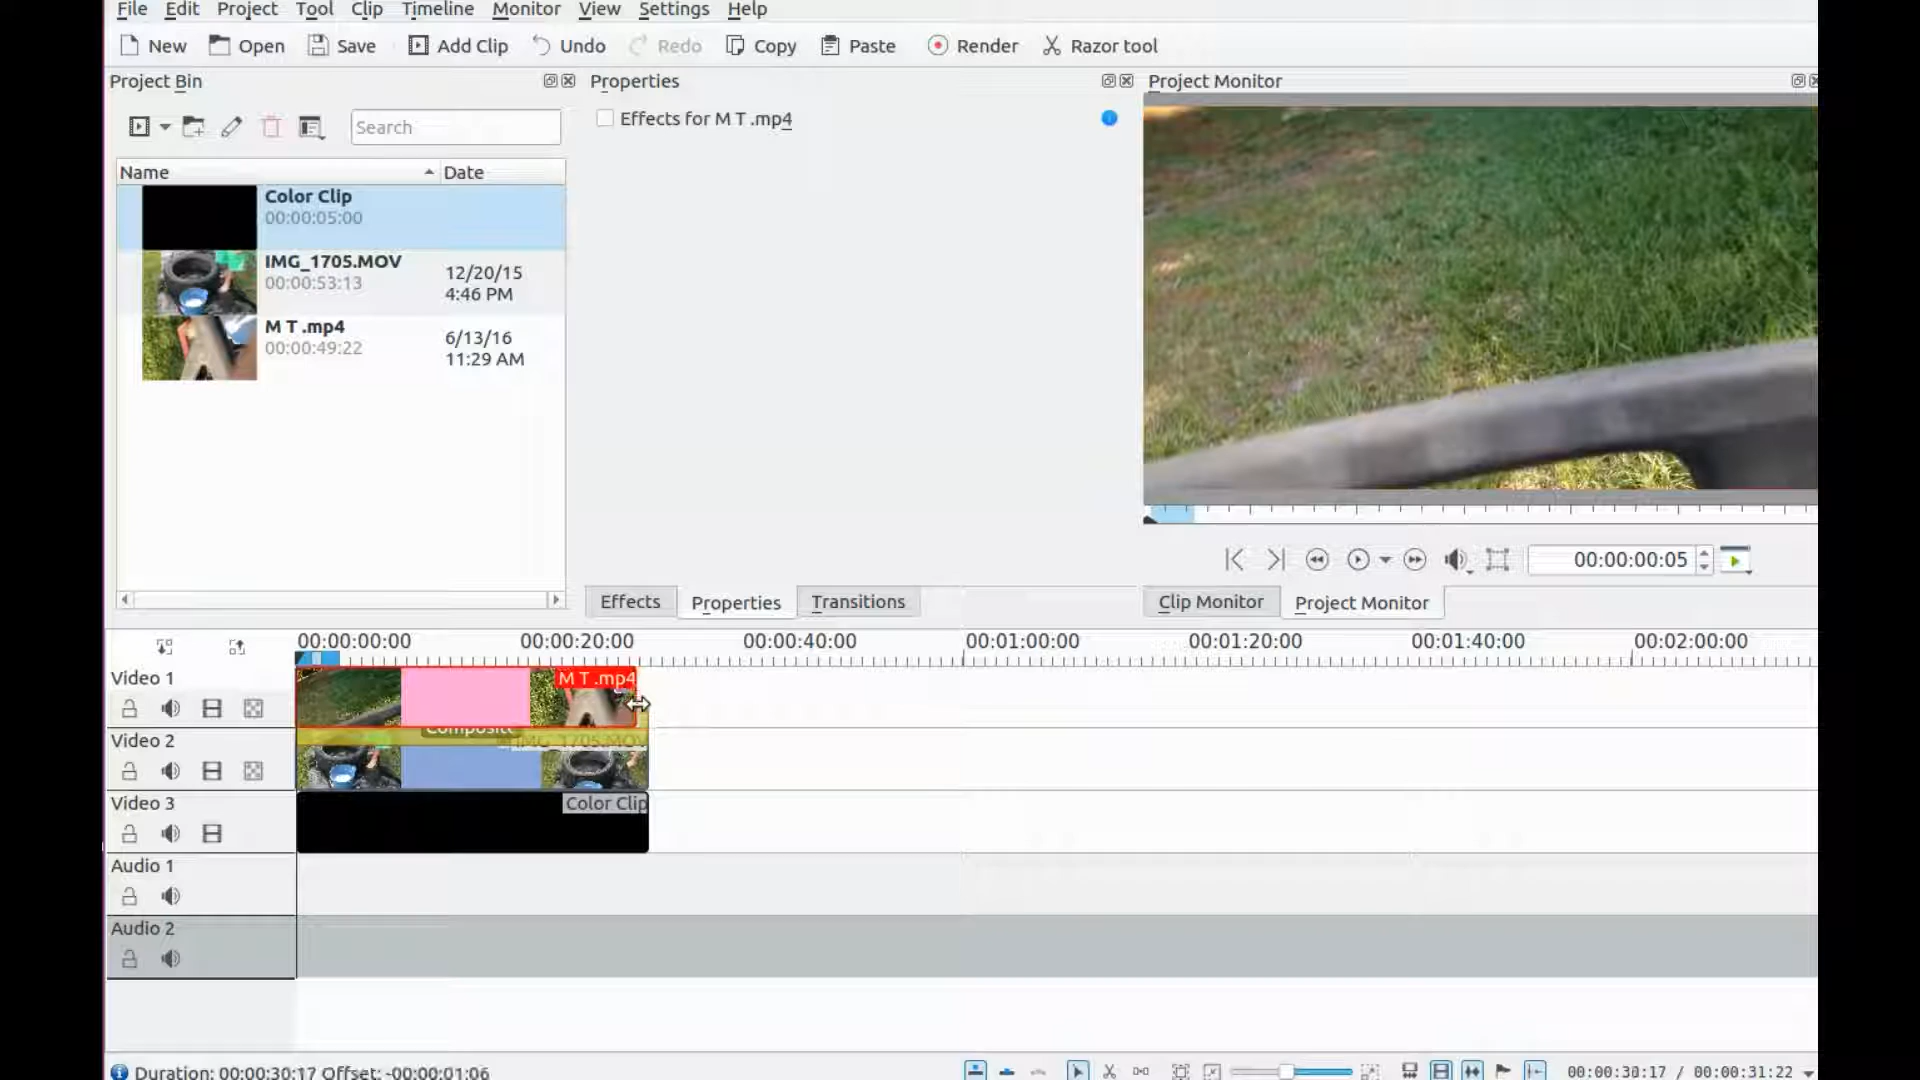 File Edit Project Tool Clip Timeline Monitor View Settings Help
New Open Save Add Clip Undo Redo Copy Paste Render Razor tool
Project Bin Properties Project Monitor
Search
Effects for M T .mp4
Name Date
Color Clip
00:00:05:00
IMG_1705.MOV
00:00:53:13
12/20/15
4:46 PM
M T .mp4
00:00:49:22
6/13/16
11:29 AM
00:00:00:05
Effects Properties Transitions
Clip Monitor Project Monitor
00:00:00:00 00:00:20:00 00:00:40:00 00:01:00:00 00:01:20:00 00:01:40:00 00:02:00:00
Video 1
M T .mp4
Composite
Video 2
IMG_1705.MOV
Video 3
Color Clip
Audio 1
Audio 2
Duration: 00:00:30:17 Offset: -00:00:01:06
00:00:30:17 / 00:00:31:22